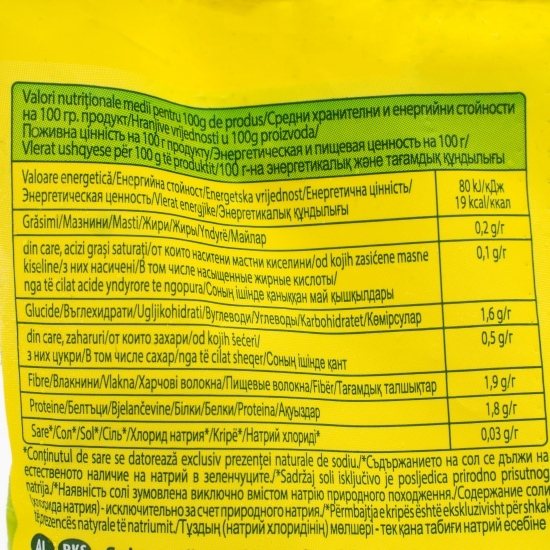 Valori nutriționale medii pentru 100g de produs/Средни хранителни и енергийни стойности
на 100 гр. продукт/Hranjive vrijednosti u 100g proizvoda/
Поживна цінність на 100 г продукту/Энергетическая и пищевая ценность на 100 г/
Vlerat ushqyese për 100 g të produktit/100 г-на энергетикалық және тағамдық құндылығы
Valoare energetică/Енергийна стойност/Energetska vrijednost/Енергетична цінність/
Энергетическая ценность/Vlerat energjike/Энергетикалық құндылығы
80 kJ/кДж
19 kcal/ккал
Grăsimi/Мазнини/Masti/Жири/Жиры/Yndyrë/Майлар
0,2 g/г
din care, acizi grași saturați/от които наситени мастни киселини/od kojih zasićene masne
kiseline/з них насичені/В том числе насыщенные жирные кислоты/
nga të cilat acide yndyrore te ngopura/Соның ішінде қаныққан май қышқылдары
0,1 g/г
Glucide/Въглехидрати/Ugljikohidrati/Вуглеводи/Углеводы/Karbohidratet/Көмірсулар
1,6 g/г
din care, zaharuri/от които захари/od kojih šećeri/
з них цукри/В том числе сахар/nga të cilat sheqer/Соның ішінде қант
0,5 g/г
Fibre/Влакнини/Vlakna/Харчові волокна/Пищевые волокна/Fibër/Тағамдық талшықтар
1,9 g/г
Proteine/Белтъци/Bjelančevine/Білки/Белки/Proteina/Ақуыздар
1,8 g/г
Sare*/Сол*/Sol*/Сіль*/Хлорид натрия*/Kripë*/Натрий хлориді*
0,03 g/г
*Conținutul de sare se datorează exclusiv prezenței naturale de sodiu./*Съдържанието на сол се дължи на
естественото наличие на натрий в зеленчуците./*Sadržaj soli isključivo je posljedica prirodno prisutnog
natrija./*Наявність солі зумовлена виключно вмістом натрію природного походження./Содержание соли
натрия) - исключительно за счет природного натрия./*Përmbajtja e kripës është ekskluzivisht për shkak
të prezencës natyrale të natriumit./Тұздың (натрий хлоридінің) мөлшері - тек қана табиғи натрий есебіне
AL RKS